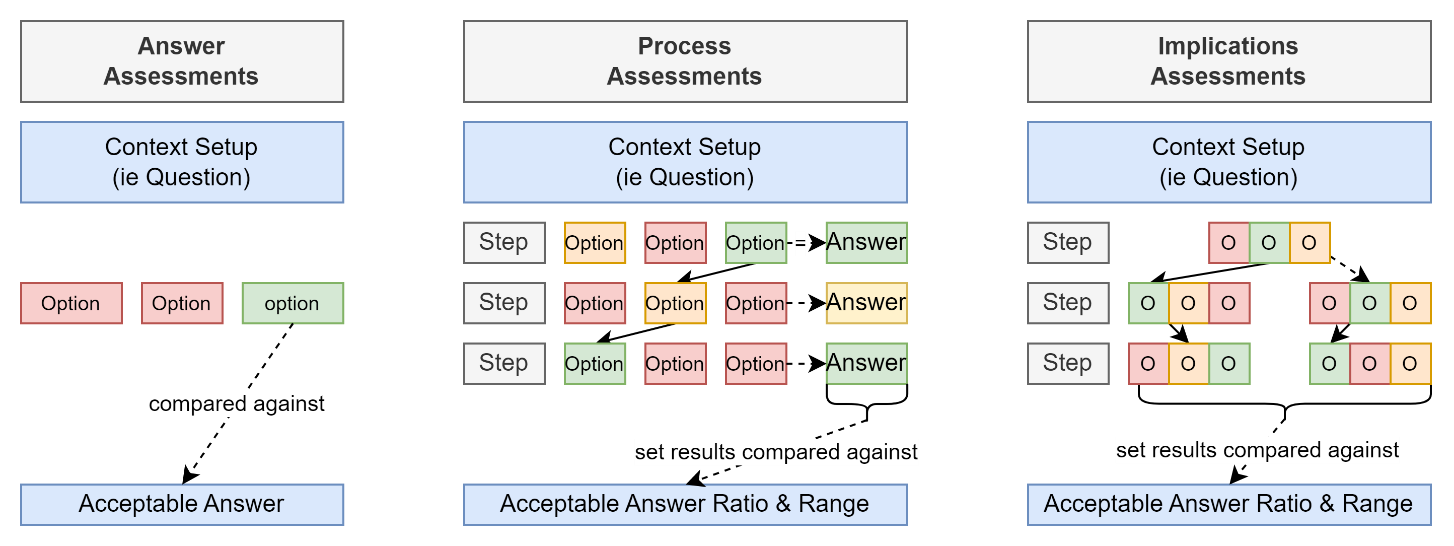 Answer
Assessments
Context Setup
(ie Question)
Option Option option
compared against
Acceptable Answer
Process
Assessments
Context Setup
(ie Question)
Step Option Option Option = Answer
Step Option Option Option Answer
Step Option Option Option Answer
set results compared against
Acceptable Answer Ratio & Range
Implications
Assessments
Context Setup
(ie Question)
Step O O O
Step O O O O O O
Step O O O O O O
set results compared against
Acceptable Answer Ratio & Range